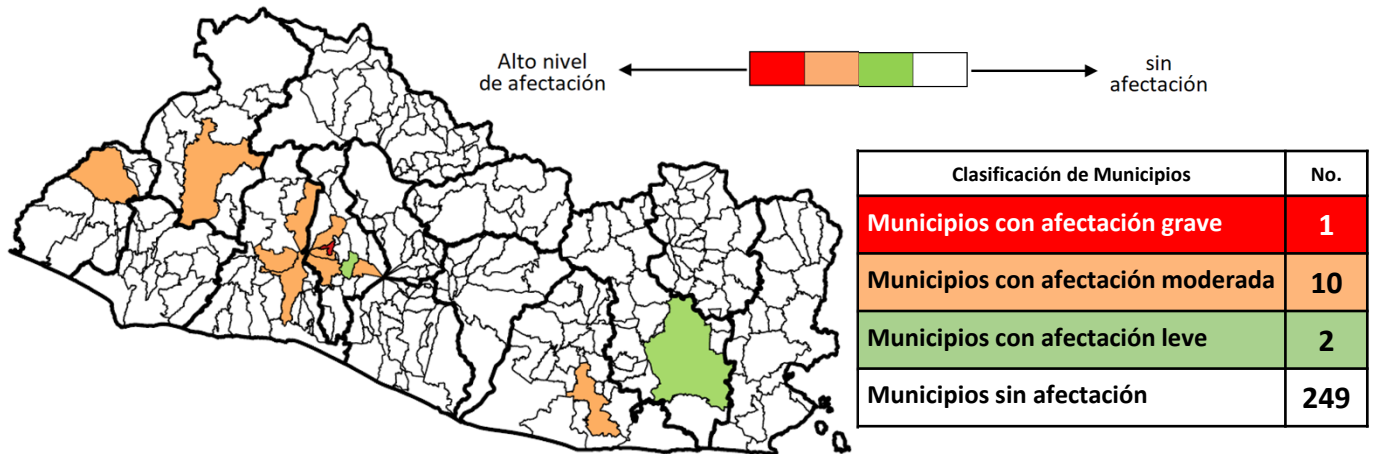 Alto nivel
de afectación
sin
afectación
Clasificación de Municipios No.
Municipios con afectación grave 1
Municipios con afectación moderada 10
Municipios con afectación leve 2
Municipios sin afectación 249